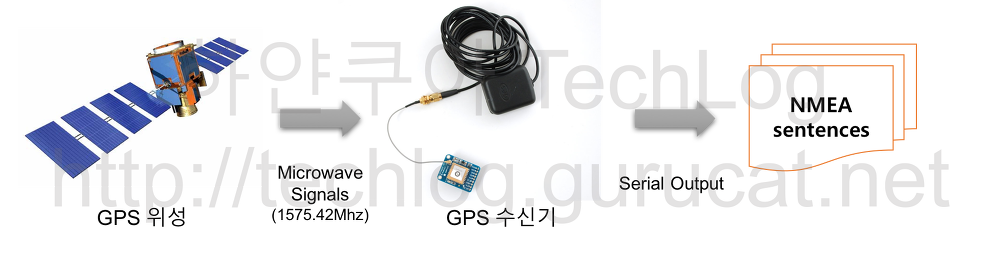 하얀쿠아 TechLog
http://techlog.gurucat.net
GPS 위성
Microwave
Signals
(1575.42Mhz)
GPS 수신기
Serial Output
NMEA
sentences